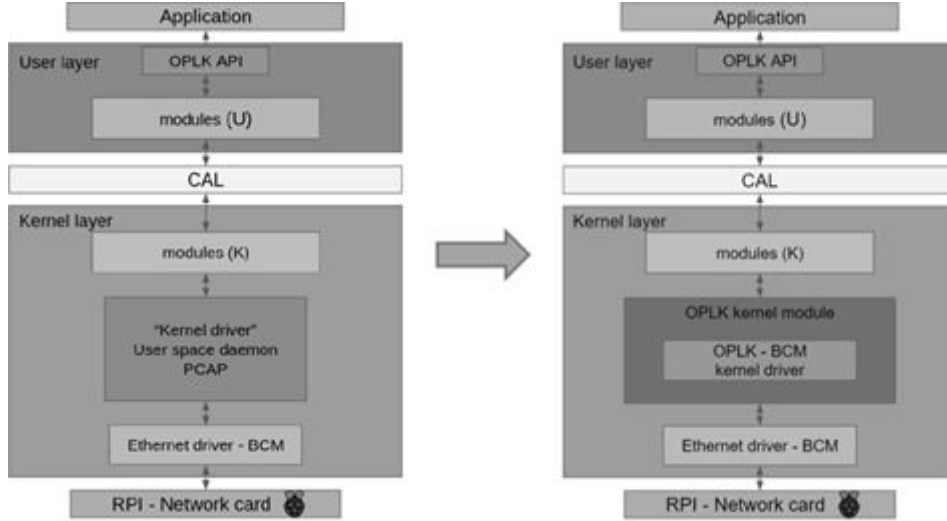 Application
User layer
OPLK API
modules (U)
CAL
Kernel layer
modules (K)
"Kernel driver"
User space daemon
PCAP
Ethernet driver - BCM
RPI - Network card
Application
User layer
OPLK API
modules (U)
CAL
Kernel layer
modules (K)
OPLK kernel module
OPLK - BCM
kernel driver
Ethernet driver - BCM
RPI - Network card